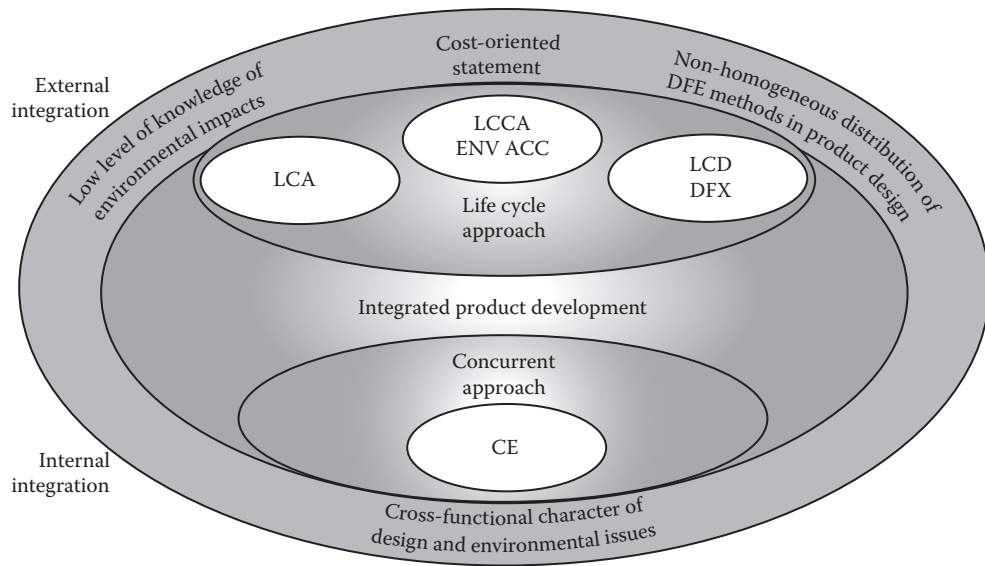 External
integration
Low level of knowledge of
environmental impacts
Cost-oriented
statement
Non-homogeneous distribution of
DFE methods in product design
LCA
LCCA
ENV ACC
LCD
DFX
Life cycle
approach
Integrated product development
Concurrent
approach
CE
Internal
integration
Cross-functional character of
design and environmental issues